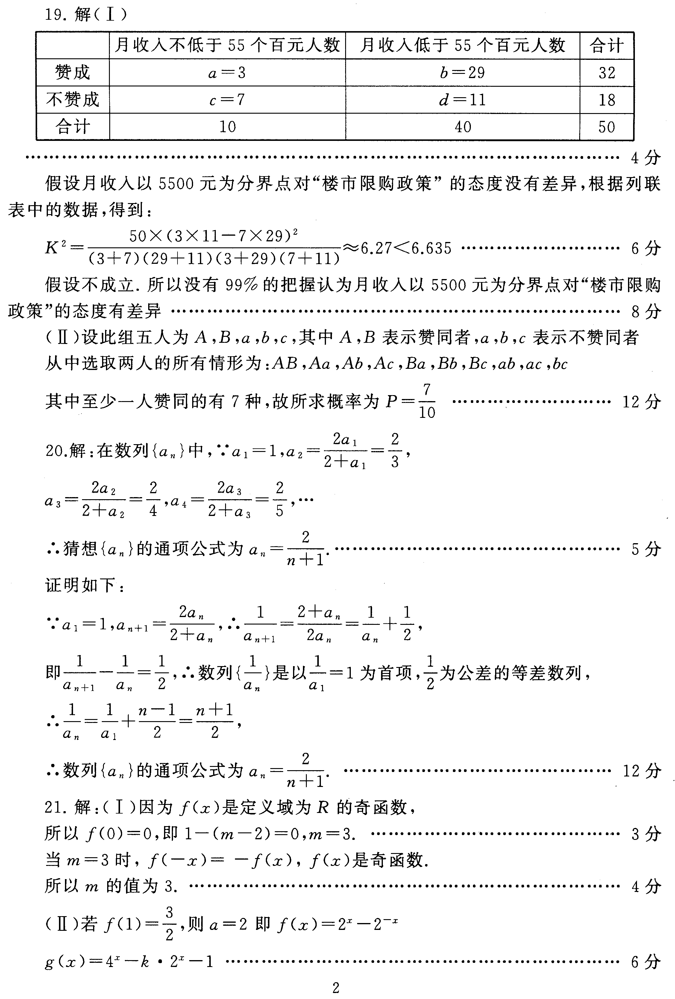 19. 解(Ⅰ)
月收入不低于 55 个百元人数 月收入低于 55 个百元人数 合计
赞成 a=3 b=29 32
不赞成 c=7 d=11 18
合计 10 40 50
………………………………………………………………………… 4 分
假设月收入以 5500 元为分界点对“楼市限购政策” 的态度没有差异,根据列联
表中的数据,得到:
K²=\frac{50×(3×11-7×29)²}{(3+7)(29+11)(3+29)(7+11)}≈6.27<6.635 ……………………… 6 分
假设不成立. 所以没有 99% 的把握认为月收入以 5500 元为分界点对“楼市限购
政策”的态度有差异 ………………………………………………………… 8 分
(Ⅱ)设此组五人为 A,B,a,b,c,其中 A,B 表示赞同者,a,b,c 表示不赞同者
从中选取两人的所有情形为:AB,Aa,Ab,Ac,Ba,Bb,Bc,ab,ac,bc
其中至少一人赞同的有 7 种,故所求概率为 P=\frac{7}{10} ……………………… 12 分
20.解:在数列{a_n}中,∵a_1=1,a_2=\frac{2a_1}{2+a_1}=\frac{2}{3},
a_3=\frac{2a_2}{2+a_2}=\frac{2}{4},a_4=\frac{2a_3}{2+a_3}=\frac{2}{5},…
∴猜想{a_n}的通项公式为 a_n=\frac{2}{n+1}.………………………………………… 5 分
证明如下:
∵a_1=1,a_{n+1}=\frac{2a_n}{2+a_n},∴\frac{1}{a_{n+1}}=\frac{2+a_n}{2a_n}=\frac{1}{a_n}+\frac{1}{2},
即\frac{1}{a_{n+1}}-\frac{1}{a_n}=\frac{1}{2},∴数列{\frac{1}{a_n}}是以\frac{1}{a_1}=1 为首项,\frac{1}{2}为公差的等差数列,
∴\frac{1}{a_n}=\frac{1}{a_1}+\frac{n-1}{2}=\frac{n+1}{2},
∴数列{a_n}的通项公式为 a_n=\frac{2}{n+1}. ……………………………………… 12 分
21. 解:(Ⅰ)因为 f(x)是定义域为 R 的奇函数,
所以 f(0)=0,即 1-(m-2)=0,m=3. …………………………………… 3 分
当 m=3 时, f(-x)= -f(x), f(x)是奇函数.
所以 m 的值为 3. ……………………………………………………………… 4 分
(Ⅱ)若 f(1)=\frac{3}{2},则 a=2 即 f(x)=2^x-2^{-x}
g(x)=4^x-k·2^x-1 ………………………………………………………… 6 分
2